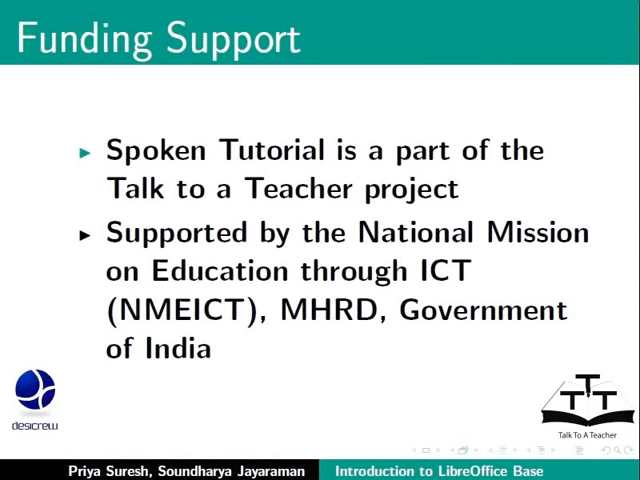 Funding Support
Spoken Tutorial is a part of the
Talk to a Teacher project
Supported by the National Mission
on Education through ICT
(NMEICT), MHRD, Government
of India
desicrew
T
T T
Talk To A Teacher
Priya Suresh, Soundharya Jayaraman
Introduction to LibreOffice Base